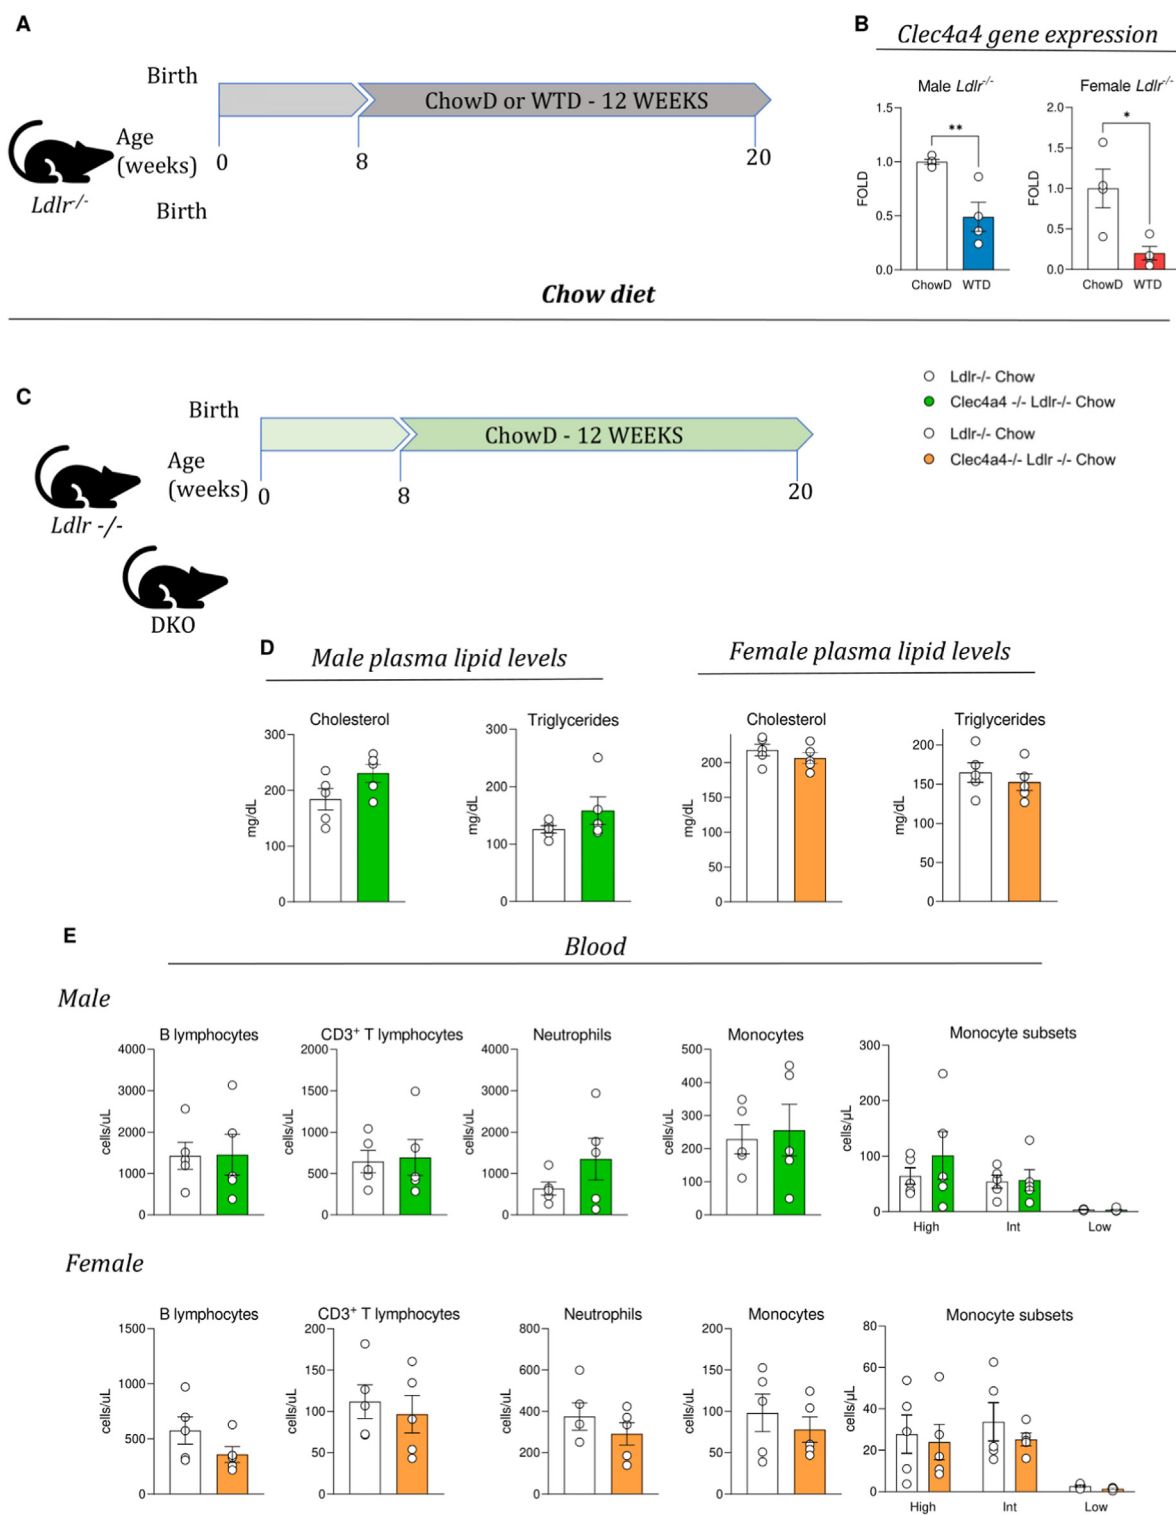 A
Birth
ChowD or WTD - 12 WEEKS
Age
(weeks)
0
8
20
Ldlr-/-
Birth
B
Clec4a4 gene expression
Male Ldlr-/-
Female Ldlr-/-
1.5
1.0
0.5
0.0
FOLD
**
ChowD WTD
2.0
1.5
1.0
0.5
0.0
FOLD
*
ChowD WTD
Chow diet
C
Birth
ChowD - 12 WEEKS
Age
(weeks)
0
8
20
Ldlr -/-
DKO
Ldlr-/- Chow
Clec4a4 -/- Ldlr-/- Chow
Ldlr-/- Chow
Clec4a4-/- Ldlr -/- Chow
D
Male plasma lipid levels
Female plasma lipid levels
Cholesterol
300
200
100
0
mg/dL
Triglycerides
300
200
100
0
mg/dL
Cholesterol
200
150
100
50
0
mg/dL
Triglycerides
200
150
100
50
0
mg/dL
E
Blood
Male
B lymphocytes
4000
3000
2000
1000
0
cells/uL
CD3+ T lymphocytes
2000
1500
1000
500
0
cells/uL
Neutrophils
4000
3000
2000
1000
0
cells/uL
Monocytes
500
400
300
200
100
0
cells/uL
Monocyte subsets
300
200
100
0
cells/µL
High
Int
Low
Female
B lymphocytes
1500
1000
500
0
cells/uL
CD3+ T lymphocytes
200
150
100
50
0
cells/uL
Neutrophils
800
600
400
200
0
cells/uL
Monocytes
200
150
100
50
0
cells/uL
Monocyte subsets
80
60
40
20
0
cells/µL
High
Int
Low